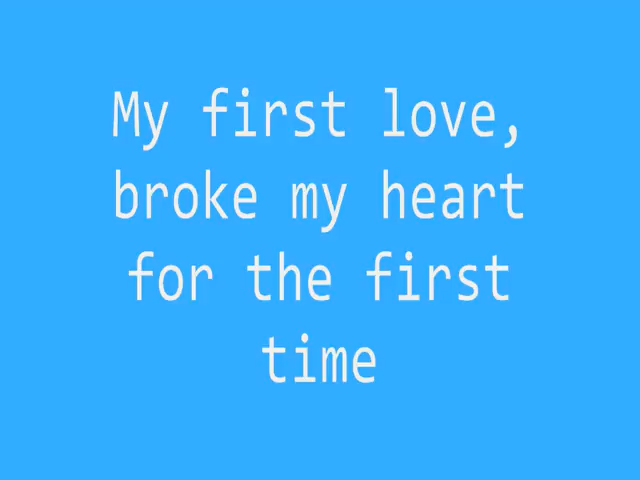 My first love,
broke my heart
for the first
time